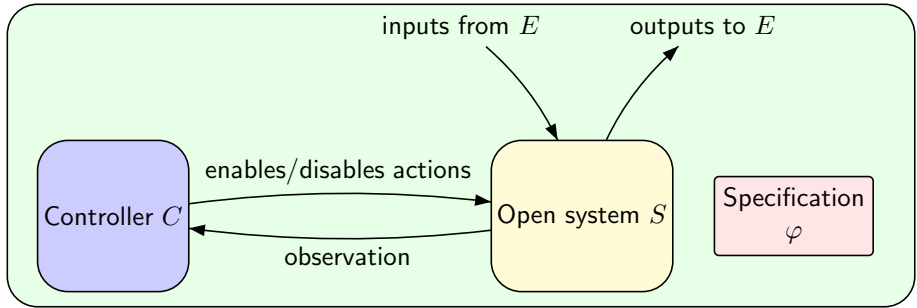 inputs from E
outputs to E
enables/disables actions
Controller C
Open system S
observation
Specification
φ